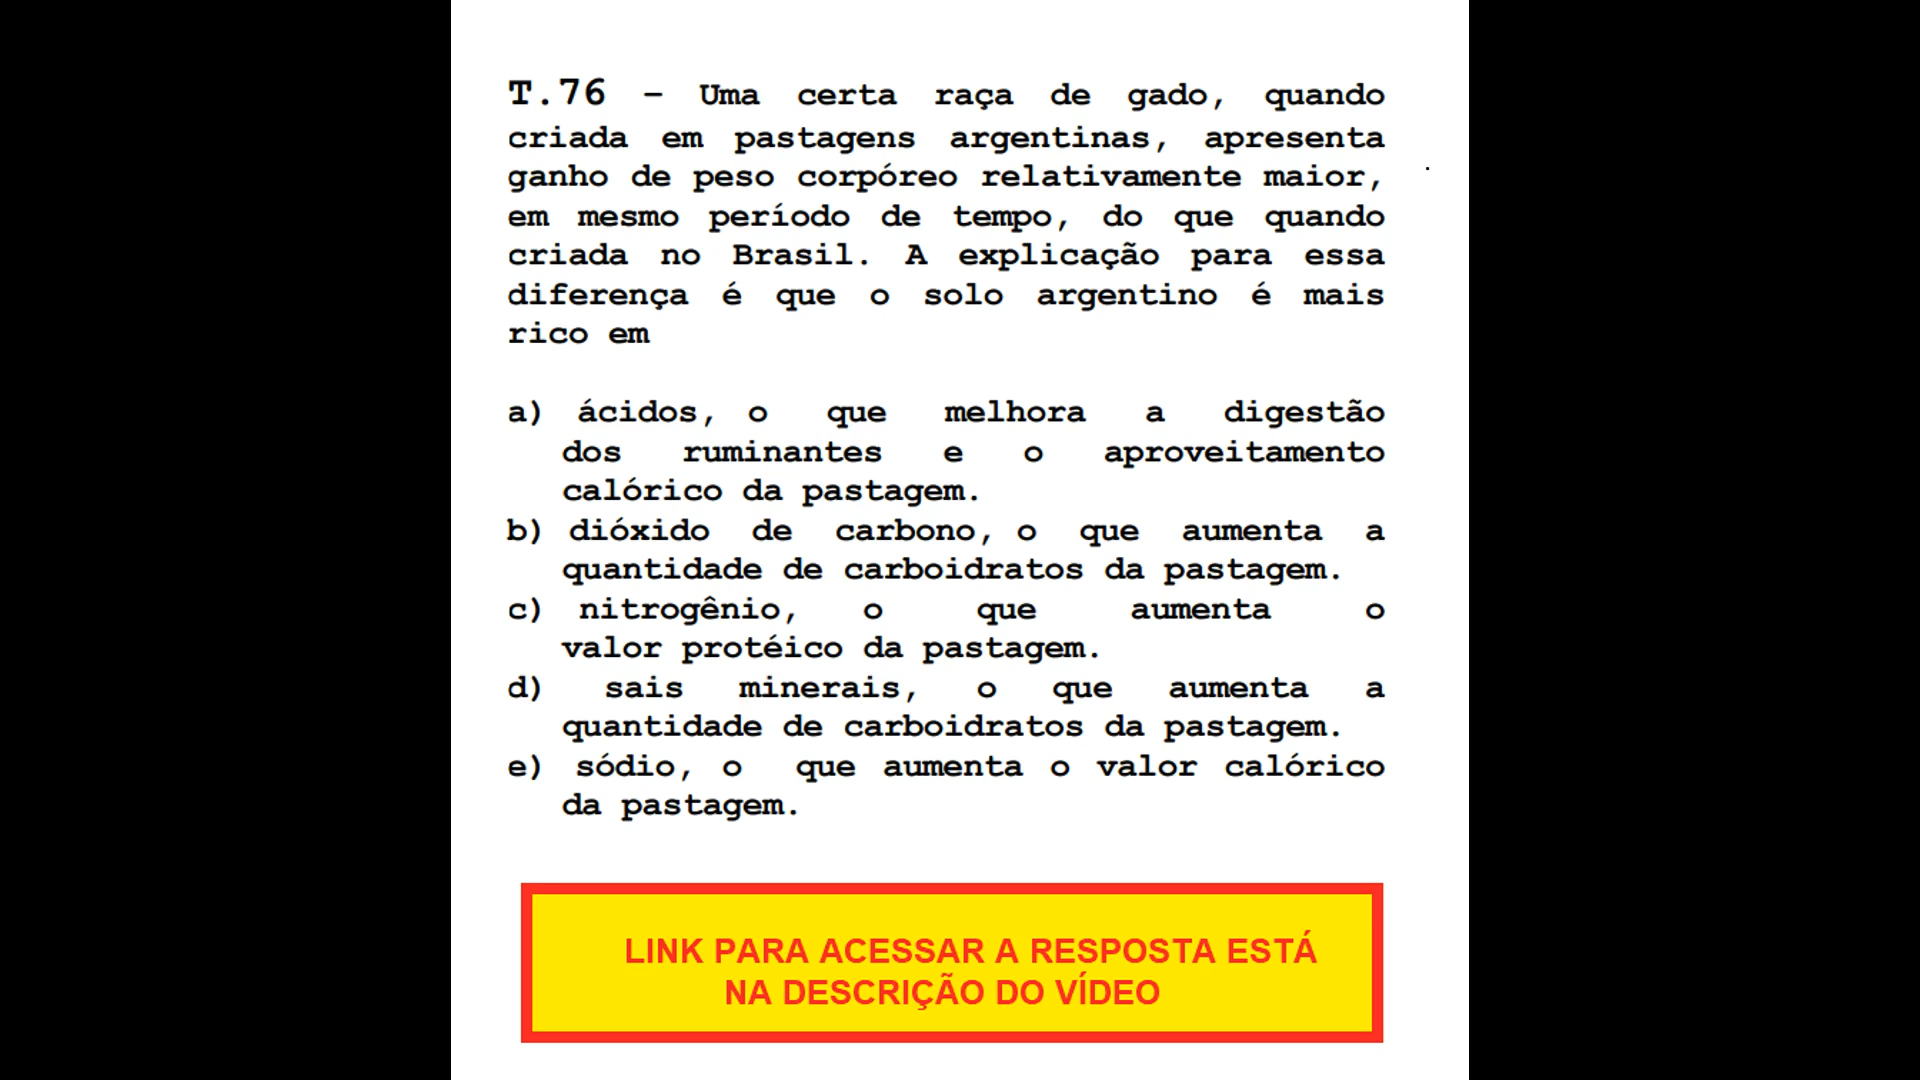 T.76 – Uma certa raça de gado, quando
criada em pastagens argentinas, apresenta
ganho de peso corpóreo relativamente maior,
em mesmo período de tempo, do que quando
criada no Brasil. A explicação para essa
diferença é que o solo argentino é mais
rico em
a) ácidos, o que melhora a digestão
dos ruminantes e o aproveitamento
calórico da pastagem.
b) dióxido de carbono, o que aumenta a
quantidade de carboidratos da pastagem.
c) nitrogênio, o que aumenta o
valor protéico da pastagem.
d) sais minerais, o que aumenta a
quantidade de carboidratos da pastagem.
e) sódio, o que aumenta o valor calórico
da pastagem.
LINK PARA ACESSAR A RESPOSTA ESTÁ
NA DESCRIÇÃO DO VÍDEO